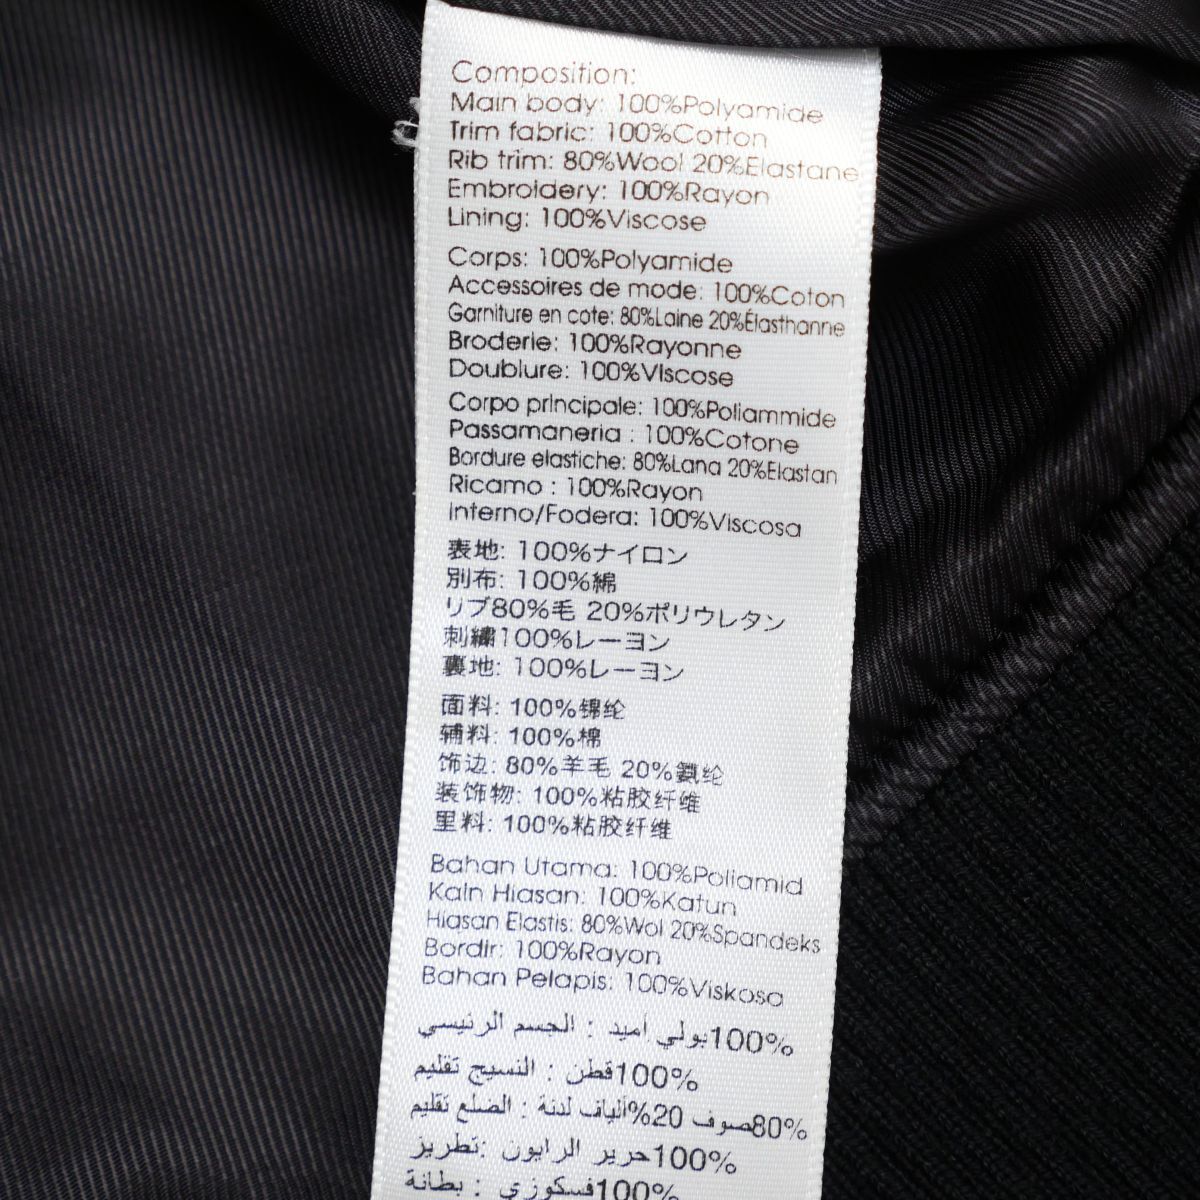 Composition:
Main body: 100%Polyamide
Trim fabric: 100%Cotton
Rib trim: 80%Wool 20%Elastane
Embroidery: 100%Rayon
Lining: 100%Viscose
Corps: 100%Polyamide
Accessoires de mode: 100%Coton
Garniture en cote: 80%Laine 20%Élasthanne
Broderie: 100%Rayonne
Doublure: 100%Viscose
Corpo principale: 100%Poliammide
Passamaneria : 100%Cotone
Bordure elastiche: 80%Lana 20%Elastan
Ricamo : 100%Rayon
Interno/Fodera: 100%Viscosa
表地: 100%ナイロン
別布: 100%綿
リブ80%毛 20%ポリウレタン
刺繍100%レーヨン
裏地: 100%レーヨン
面料: 100%锦纶
辅料: 100%棉
饰边: 80%羊毛 20%氨纶
装饰物: 100%粘胶纤维
里料: 100%粘胶纤维
Bahan Utama: 100%Poliamid
Kain Hiasan: 100%Katun
Hiasan Elastis: 80%Wol 20%Spandeks
Bordir: 100%Rayon
Bahan Pelapis: 100%Viskosa
100%بولي أميد : الجسم الرئيسي
100%قطن : النسيج تقليم
80%صوف 20%ألياف لدنة : الضلع تقليم
100%حرير الرايون :تطريز
100%فسكوزي : بطانة